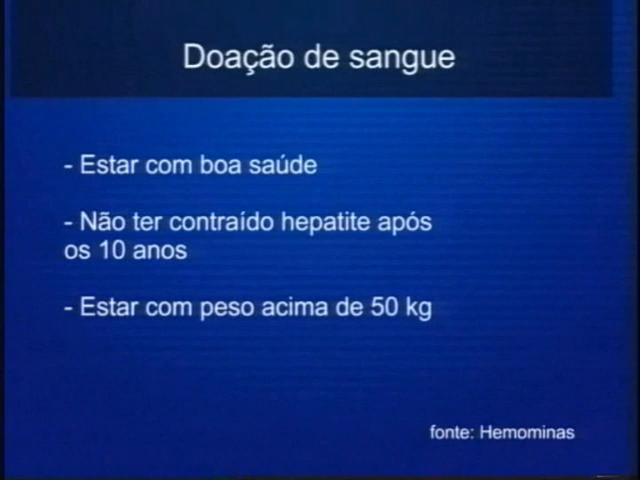 Doação de sangue
- Estar com boa saúde
- Não ter contraído hepatite após
os 10 anos
- Estar com peso acima de 50 kg
fonte: Hemominas